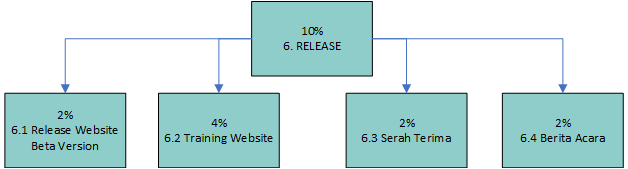 10%
6. RELEASE
2%
6.1 Release Website
Beta Version
4%
6.2 Training Website
2%
6.3 Serah Terima
2%
6.4 Berita Acara